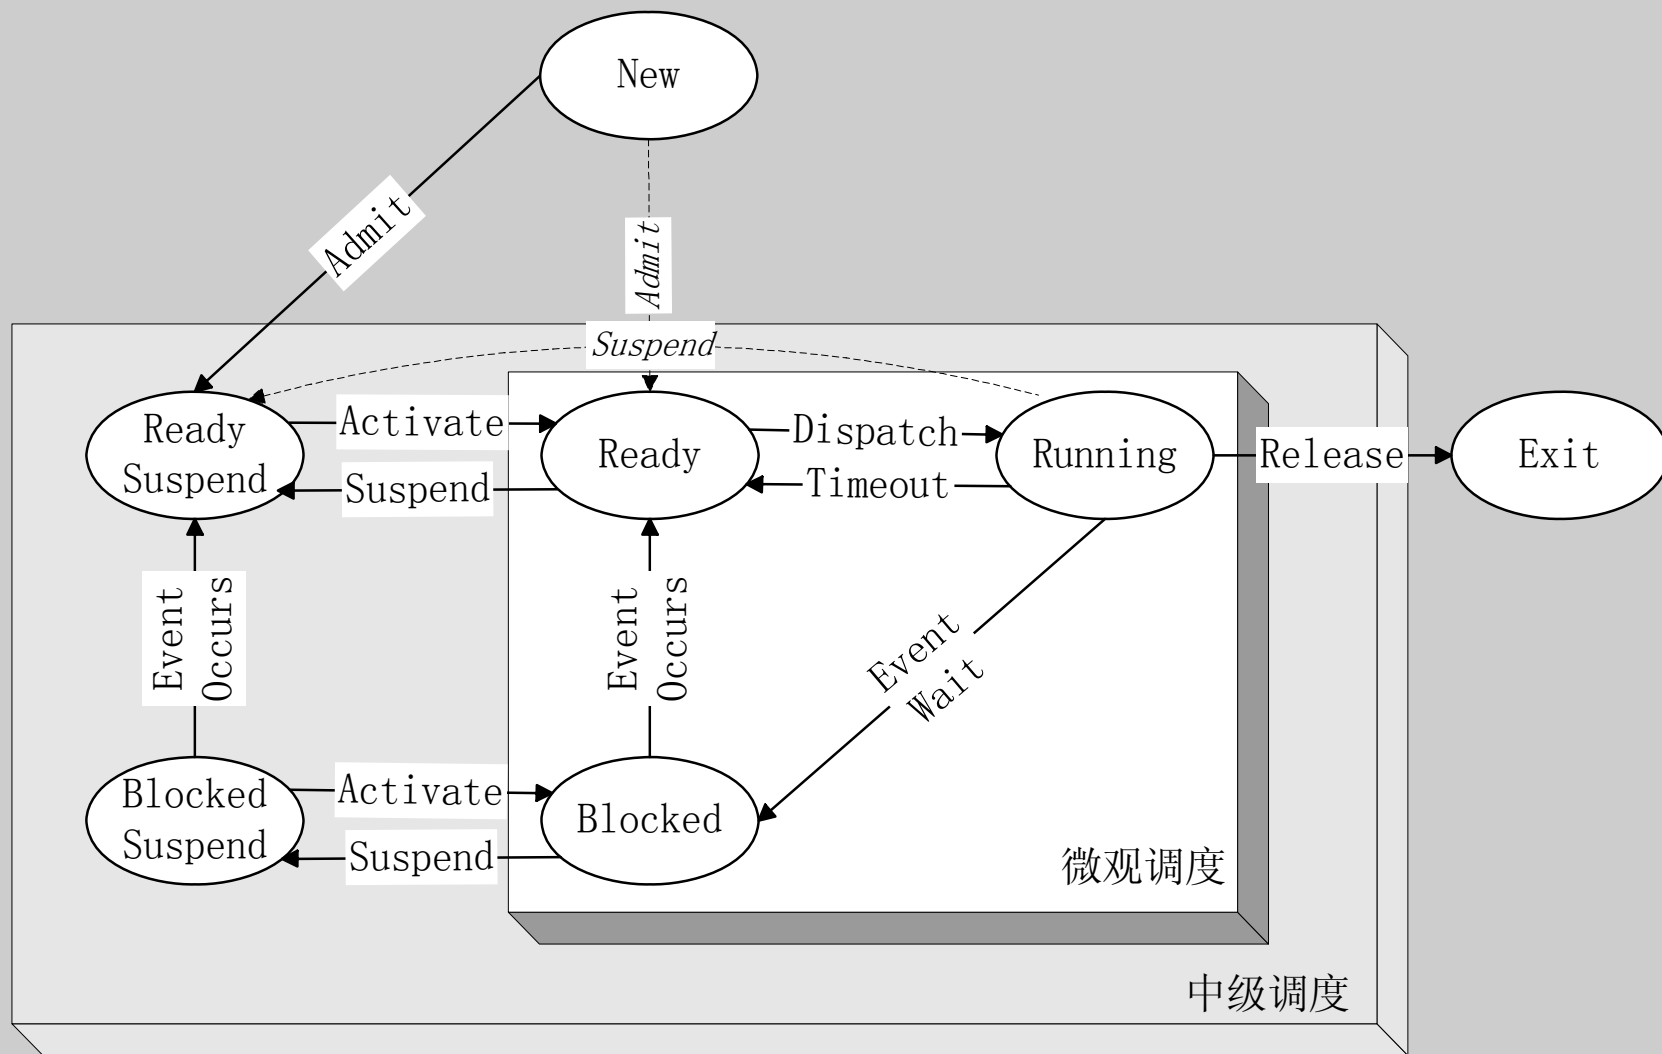 New
Admit
Admit
Suspend
Ready
Suspend
Activate
Suspend
Ready
Dispatch
Timeout
Running
Release
Exit
Event
Occurs
Event
Occurs
Event
Wait
Blocked
Suspend
Activate
Suspend
Blocked
微观调度
中级调度